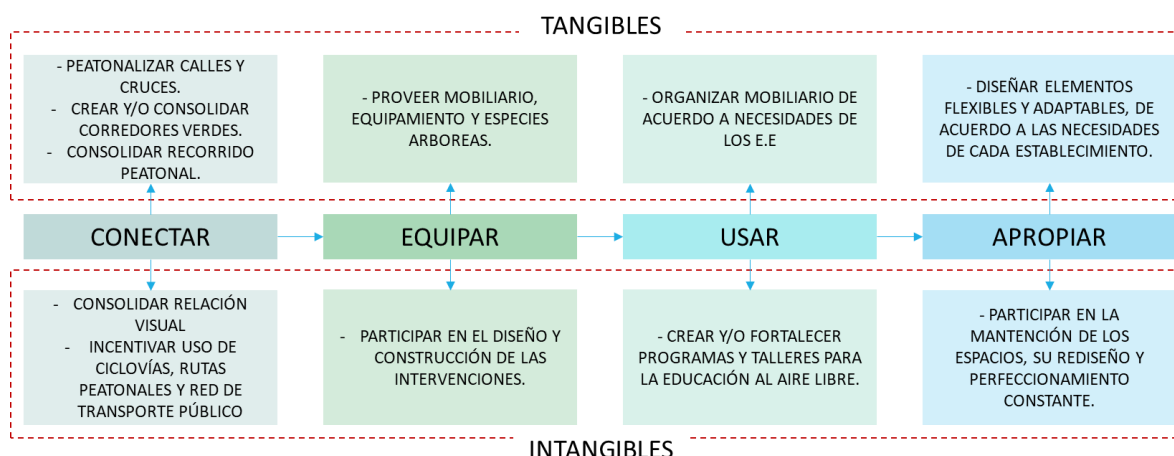 TANGIBLES
- PEATONALIZAR CALLES Y
CRUCES.
- CREAR Y/O CONSOLIDAR
CORREDORES VERDES.
- CONSOLIDAR RECORRIDO
PEATONAL.
- PROVEER MOBILIARIO,
EQUIPAMIENTO Y ESPECIES
ARBOREAS.
- ORGANIZAR MOBILIARIO DE
ACUERDO A NECESIDADES DE
LOS E.E
- DISEÑAR ELEMENTOS
FLEXIBLES Y ADAPTABLES, DE
ACUERDO A LAS NECESIDADES
DE CADA ESTABLECIMIENTO.
CONECTAR
EQUIPAR
USAR
APROPIAR
- CONSOLIDAR RELACIÓN
VISUAL
- INCENTIVAR USO DE
CICLOVÍAS, RUTAS
PEATONALES Y RED DE
TRANSPORTE PÚBLICO
- PARTICIPAR EN EL DISEÑO Y
CONSTRUCCIÓN DE LAS
INTERVENCIONES.
- CREAR Y/O FORTALECER
PROGRAMAS Y TALLERES PARA
LA EDUCACIÓN AL AIRE LIBRE.
- PARTICIPAR EN LA
MANTENCIÓN DE LOS
ESPACIOS, SU REDISEÑO Y
PERFECCIONAMIENTO
CONSTANTE.
INTANGIBLES